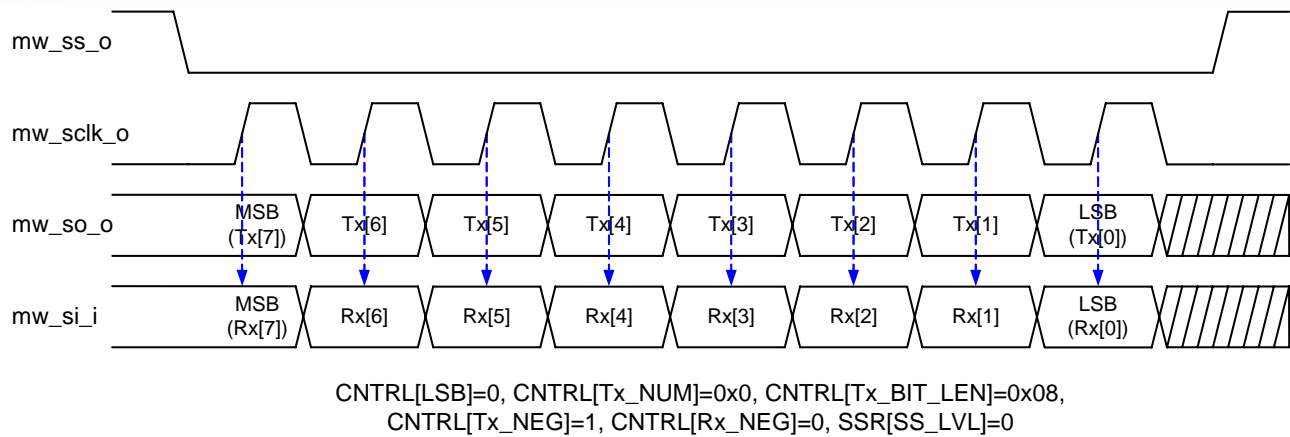 mw_ss_o
mw_sclk_o
mw_so_o
MSB
(Tx[7])
Tx[6]
Tx[5]
Tx[4]
Tx[3]
Tx[2]
Tx[1]
LSB
(Tx[0])
mw_si_i
MSB
(Rx[7])
Rx[6]
Rx[5]
Rx[4]
Rx[3]
Rx[2]
Rx[1]
LSB
(Rx[0])
CNTRL[LSB]=0, CNTRL[Tx_NUM]=0x0, CNTRL[Tx_BIT_LEN]=0x08,
CNTRL[Tx_NEG]=1, CNTRL[Rx_NEG]=0, SSR[SS_LVL]=0